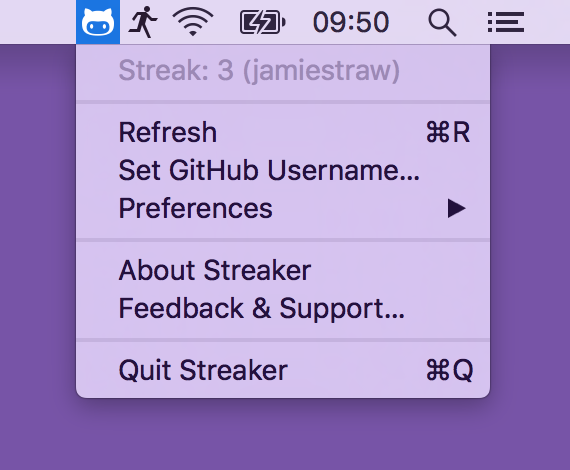 09:50
Streak: 3 (jamiestraw)
Refresh ⌘R
Set GitHub Username...
Preferences ▶
About Streaker
Feedback & Support...
Quit Streaker ⌘Q